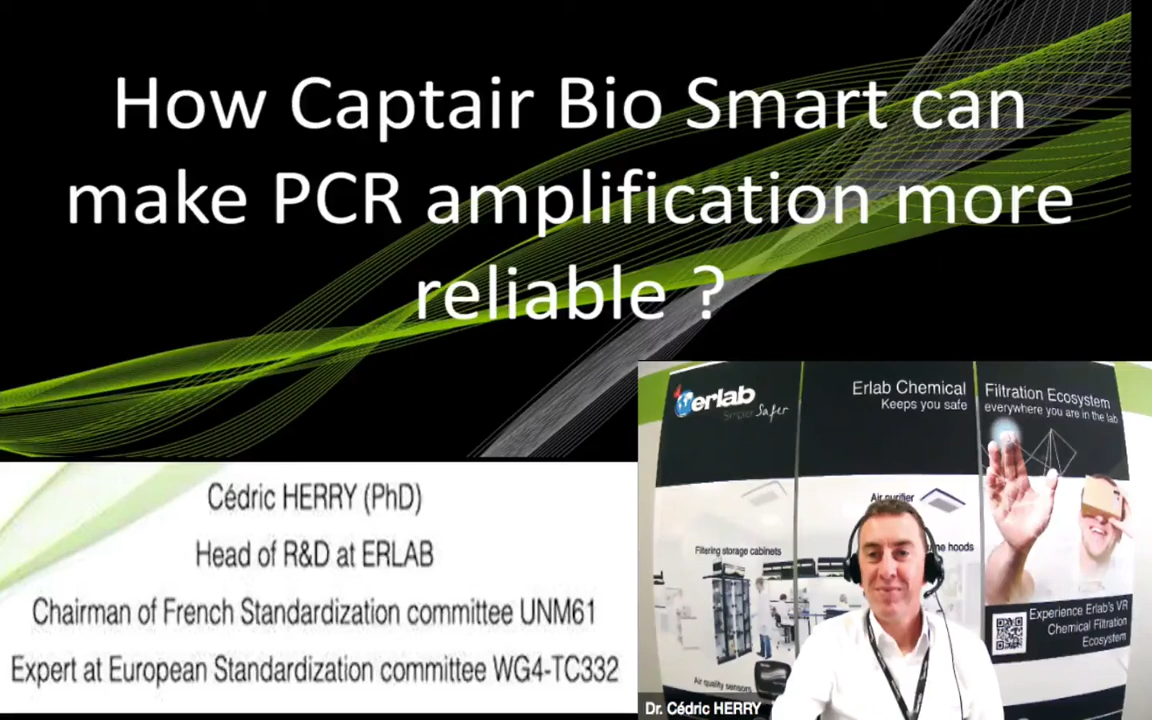 How Captair Bio Smart can
make PCR amplification more
reliable ?
Cédric HERRY (PhD)
Head of R&D at ERLAB
Chairman of French Standardization committee UNM61
Expert at European Standardization committee WG4-TC332
erlab
Simply Safer
Erlab Chemical
Keeps you safe
Filtration Ecosystem
everywhere you are in the lab
Air purifier
Filtering storage cabinets
hoods
Air quality sensors
Experience Erlab's VR
Chemical Filtration
Ecosystem
Dr. Cédric HERRY